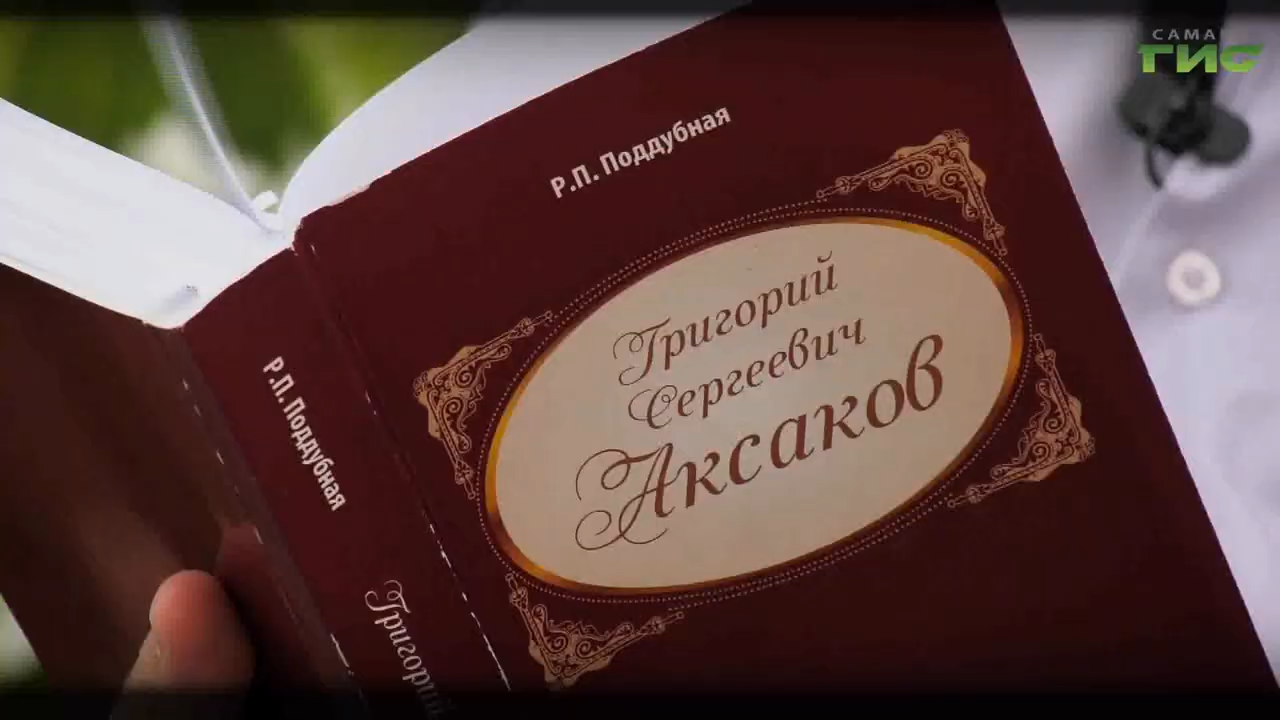 САМА
ГИС
Р.П. Поддубная
Григорий
Сергеевич
Аксаков
Р.П. Поддубная
Григорий